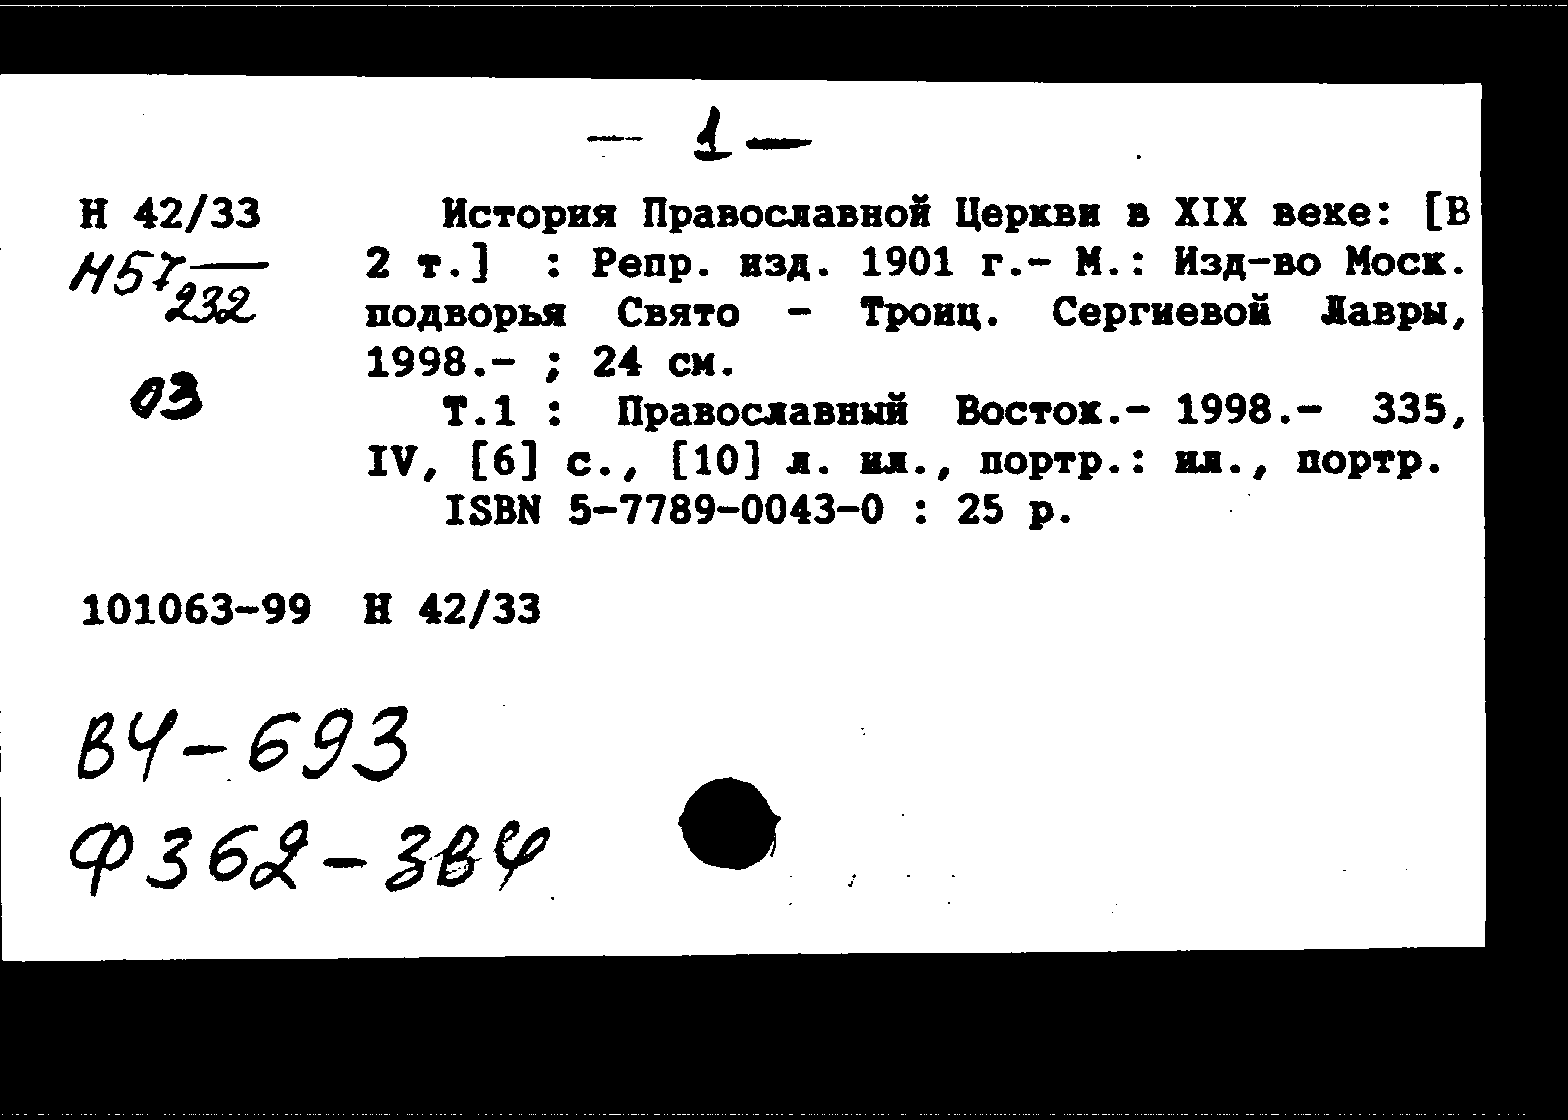 — 1 —
Н 42/33 История Православной Церкви в XIX веке: [В
Н57/232 2 т.] : Репр. изд. 1901 г.- М.: Изд-во Моск.
подворья Свято - Троиц. Сергиевой Лавры,
1998.- ; 24 см.
03
Т.1 : Православный Восток.- 1998.- 335,
IV, [6] с., [10] л. ил., портр.: ил., портр.
ISBN 5-7789-0043-0 : 25 р.
101063-99 Н 42/33
ВЧ-693
Ф362-